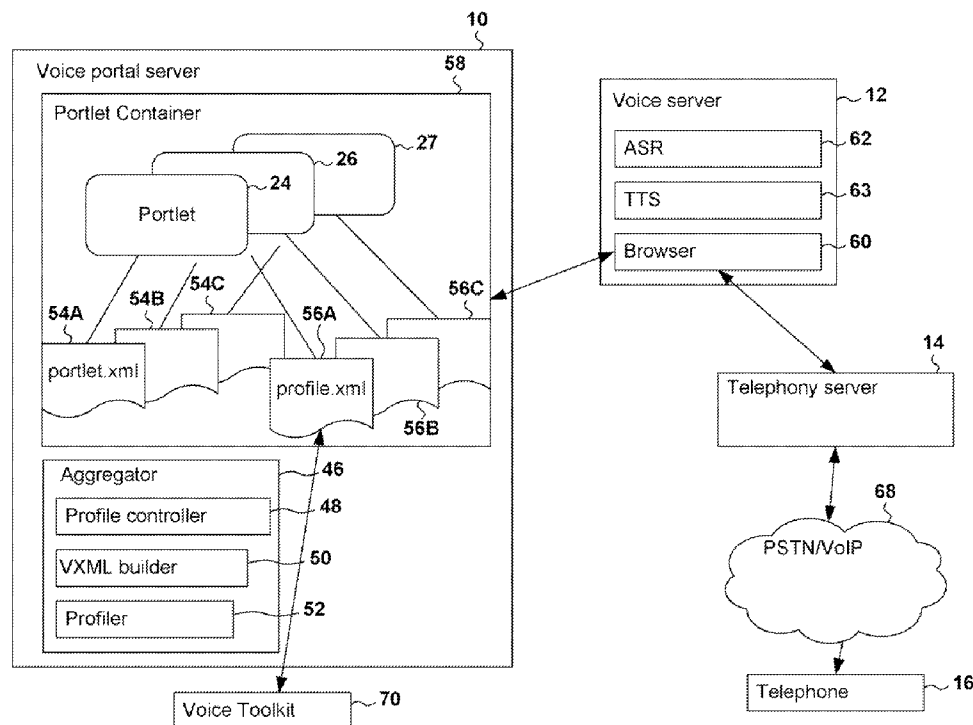 10
Voice portal server
58
Portlet Container
27
26
24
Portlet
54A
54B
54C
56A
56C
portlet.xml
profile.xml
56B
Aggregator
46
Profile controller
48
VXML builder
50
Profiler
52
Voice Toolkit
70
Voice server
12
ASR
62
TTS
63
Browser
60
14
Telephony server
68
PSTN/VoIP
Telephone
16